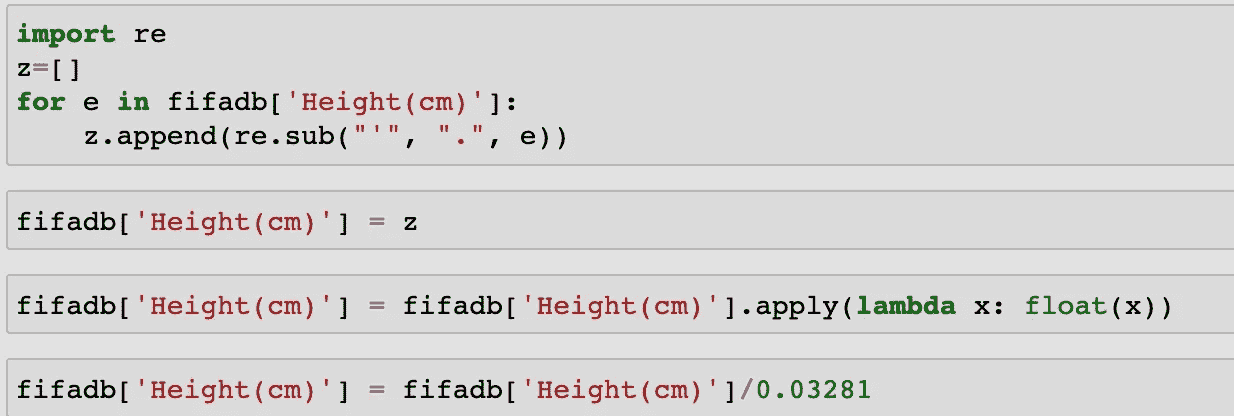 import re
z=[]
for e in fifadb['Height(cm)']:
    z.append(re.sub("'", ".", e))
fifadb['Height(cm)'] = z
fifadb['Height(cm)'] = fifadb['Height(cm)'].apply(lambda x: float(x))
fifadb['Height(cm)'] = fifadb['Height(cm)']/0.03281